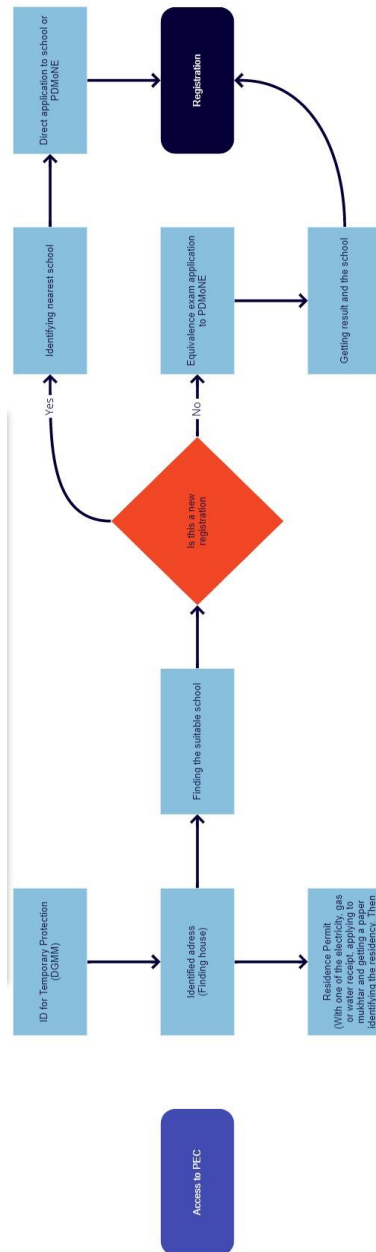 Access to PEC
ID for Temporary Protection
(DGMM)
Identified adress
(Finding house)
Residence Permit
(With one of the electricity, gas
or water receipt, applying to
mukhtar and getting a paper
identifying the residency. Then
Finding the suitable school
Is this a new
registration
Yes
No
Identifying nearest school
Direct application to school or
PDMoNE
Equivalence exam application
to PDMoNE
Getting result and the school
Registration